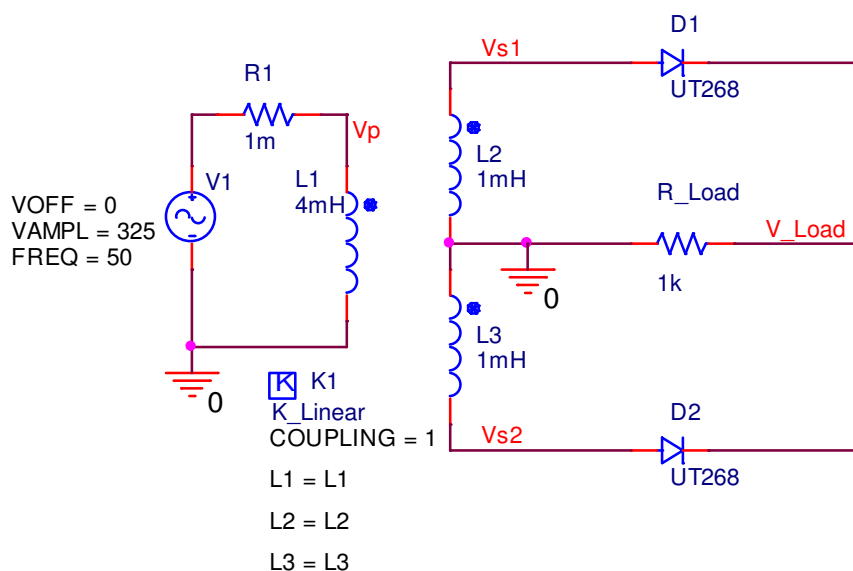 D1
Vs1
UT268
R1
1m
Vp
V1
L1
4mH
L2
1mH
VOFF = 0
VAMPL = 325
FREQ = 50
R_Load
V_Load
1k
0
L3
1mH
0
K K1
K_Linear
COUPLING = 1
L1 = L1
L2 = L2
L3 = L3
D2
Vs2
UT268